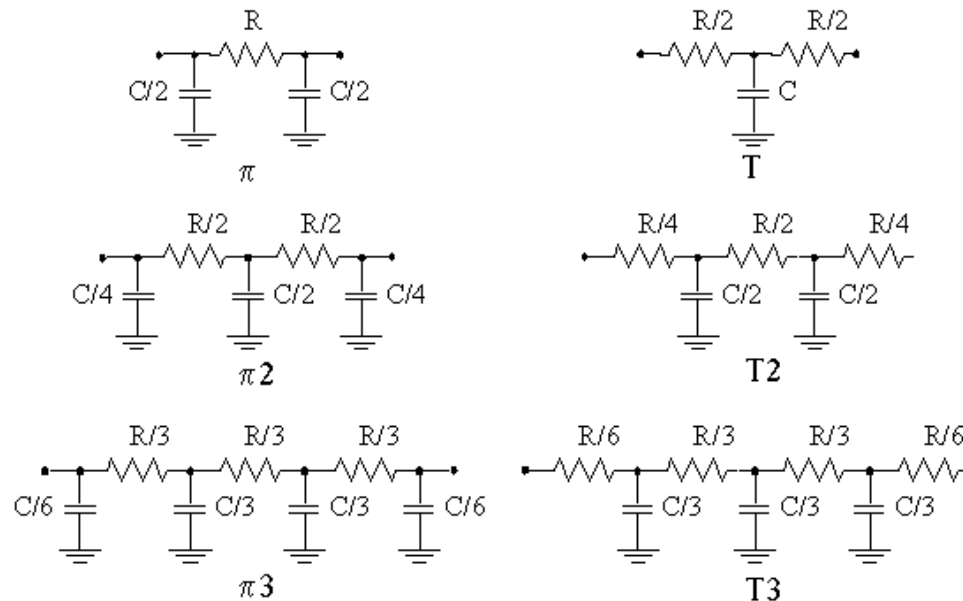 R
R/2 R/2
C/2 C/2
C
π
T
R/2 R/2
R/4 R/2 R/4
C/4 C/2 C/4
C/2 C/2
π2
T2
R/3 R/3 R/3
R/6 R/3 R/3 R/6
C/6 C/3 C/3 C/6
C/3 C/3 C/3
π3
T3